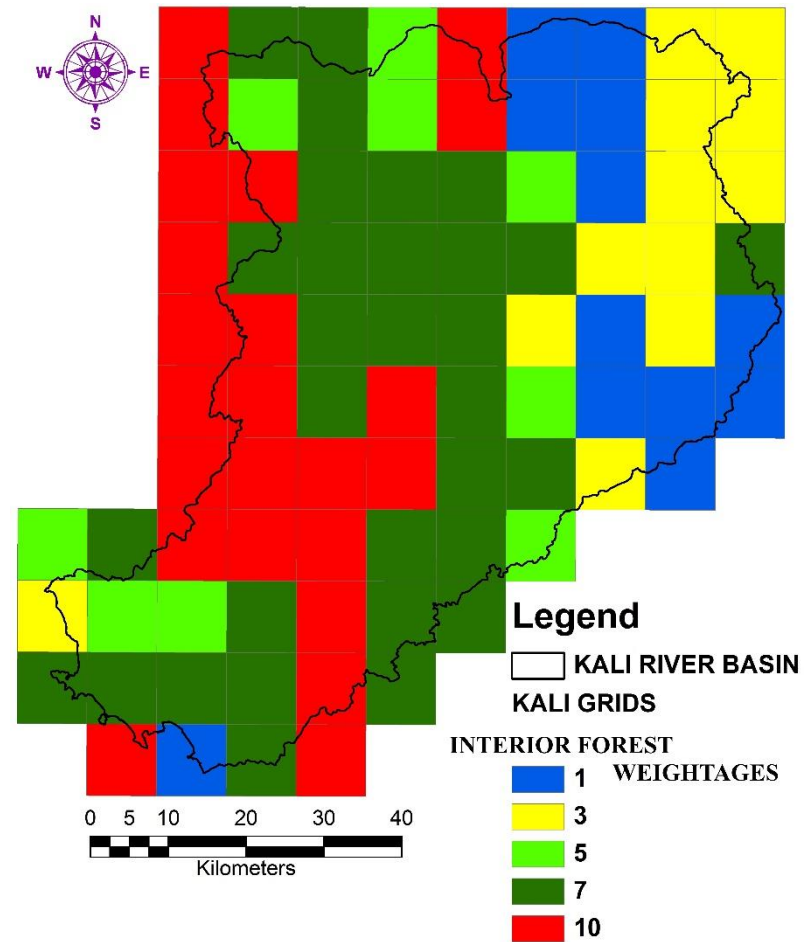 N
W E
S
Legend
KALI RIVER BASIN
KALI GRIDS
INTERIOR FOREST
WEIGHTAGES
1
3
5
7
10
0 5 10 20 30 40
Kilometers